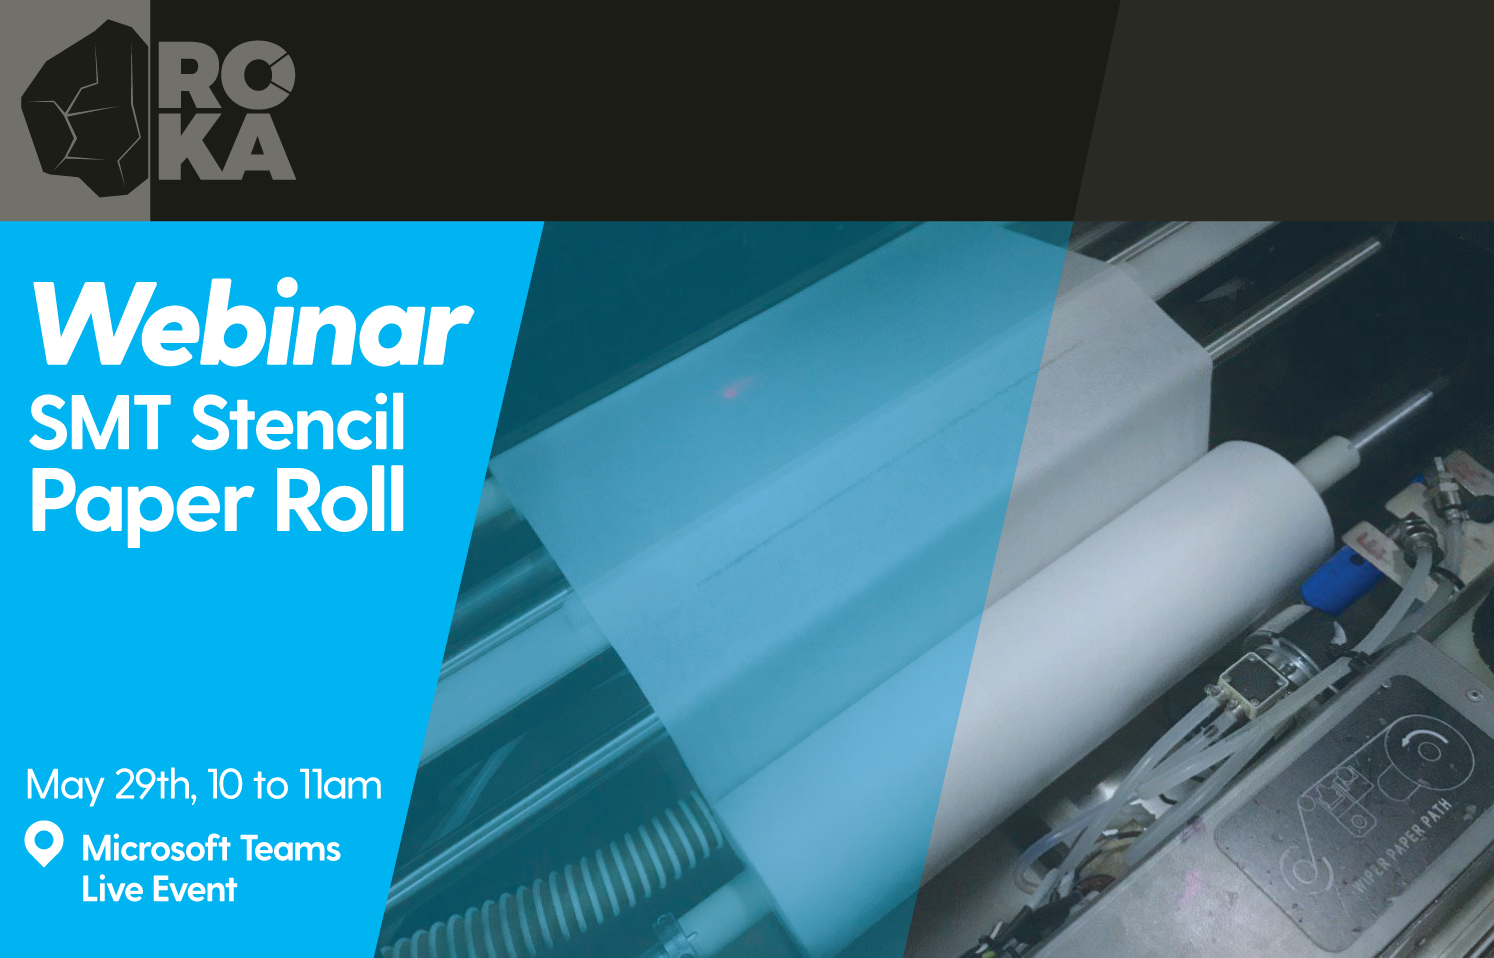 RO
KA
Webinar
SMT Stencil
Paper Roll
May 29th, 10 to 11am
Microsoft Teams
Live Event
WIPER PAPER PATH